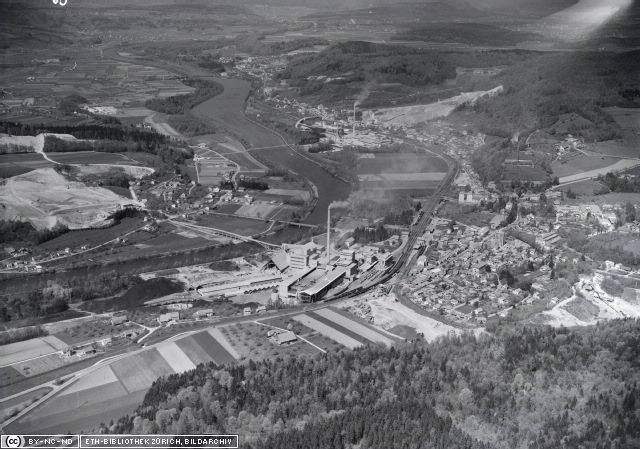 cc BY-NC-ND ETH-BIBLIOTHEK ZÜRICH, BILDARCHIV